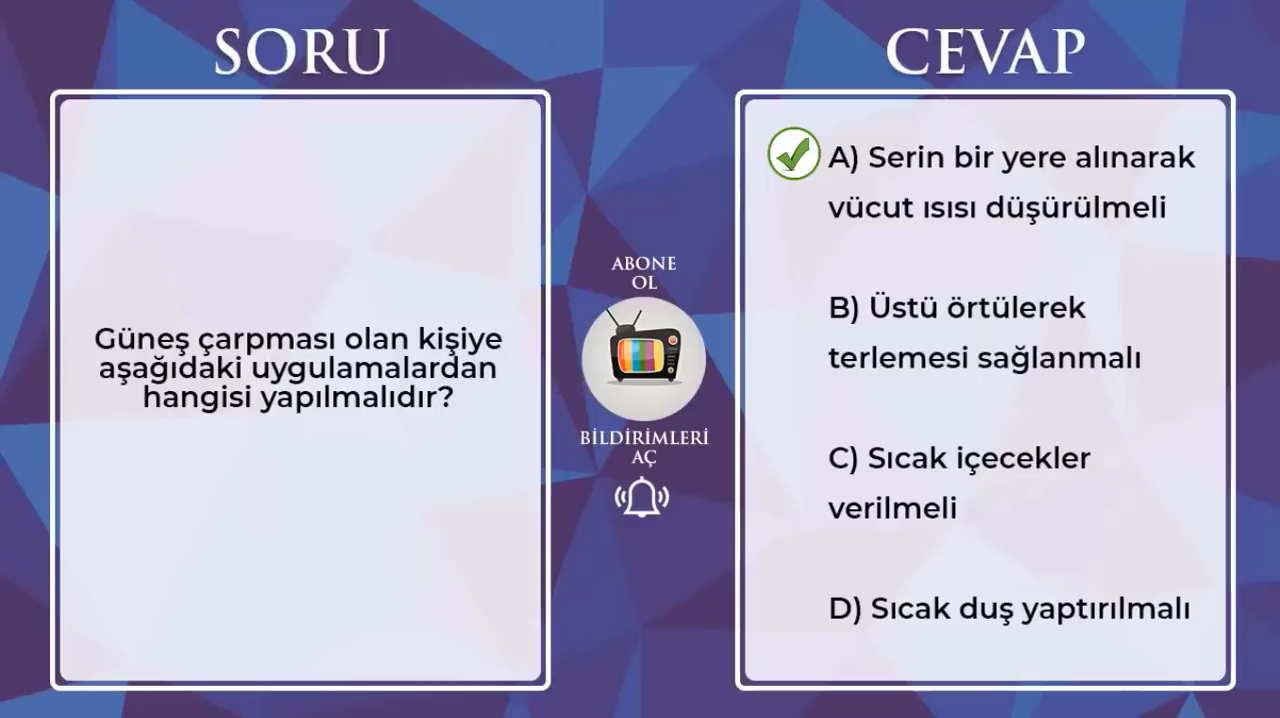 SORU
Güneş çarpması olan kişiye
aşağıdaki uygulamalardan
hangisi yapılmalıdır?
ABONE
OL
BİLDİRİMLERİ
AÇ
CEVAP
A) Serin bir yere alınarak
vücut ısısı düşürülmeli
B) Üstü örtülerek
terlemesi sağlanmalı
C) Sıcak içecekler
verilmeli
D) Sıcak duş yaptırılmalı